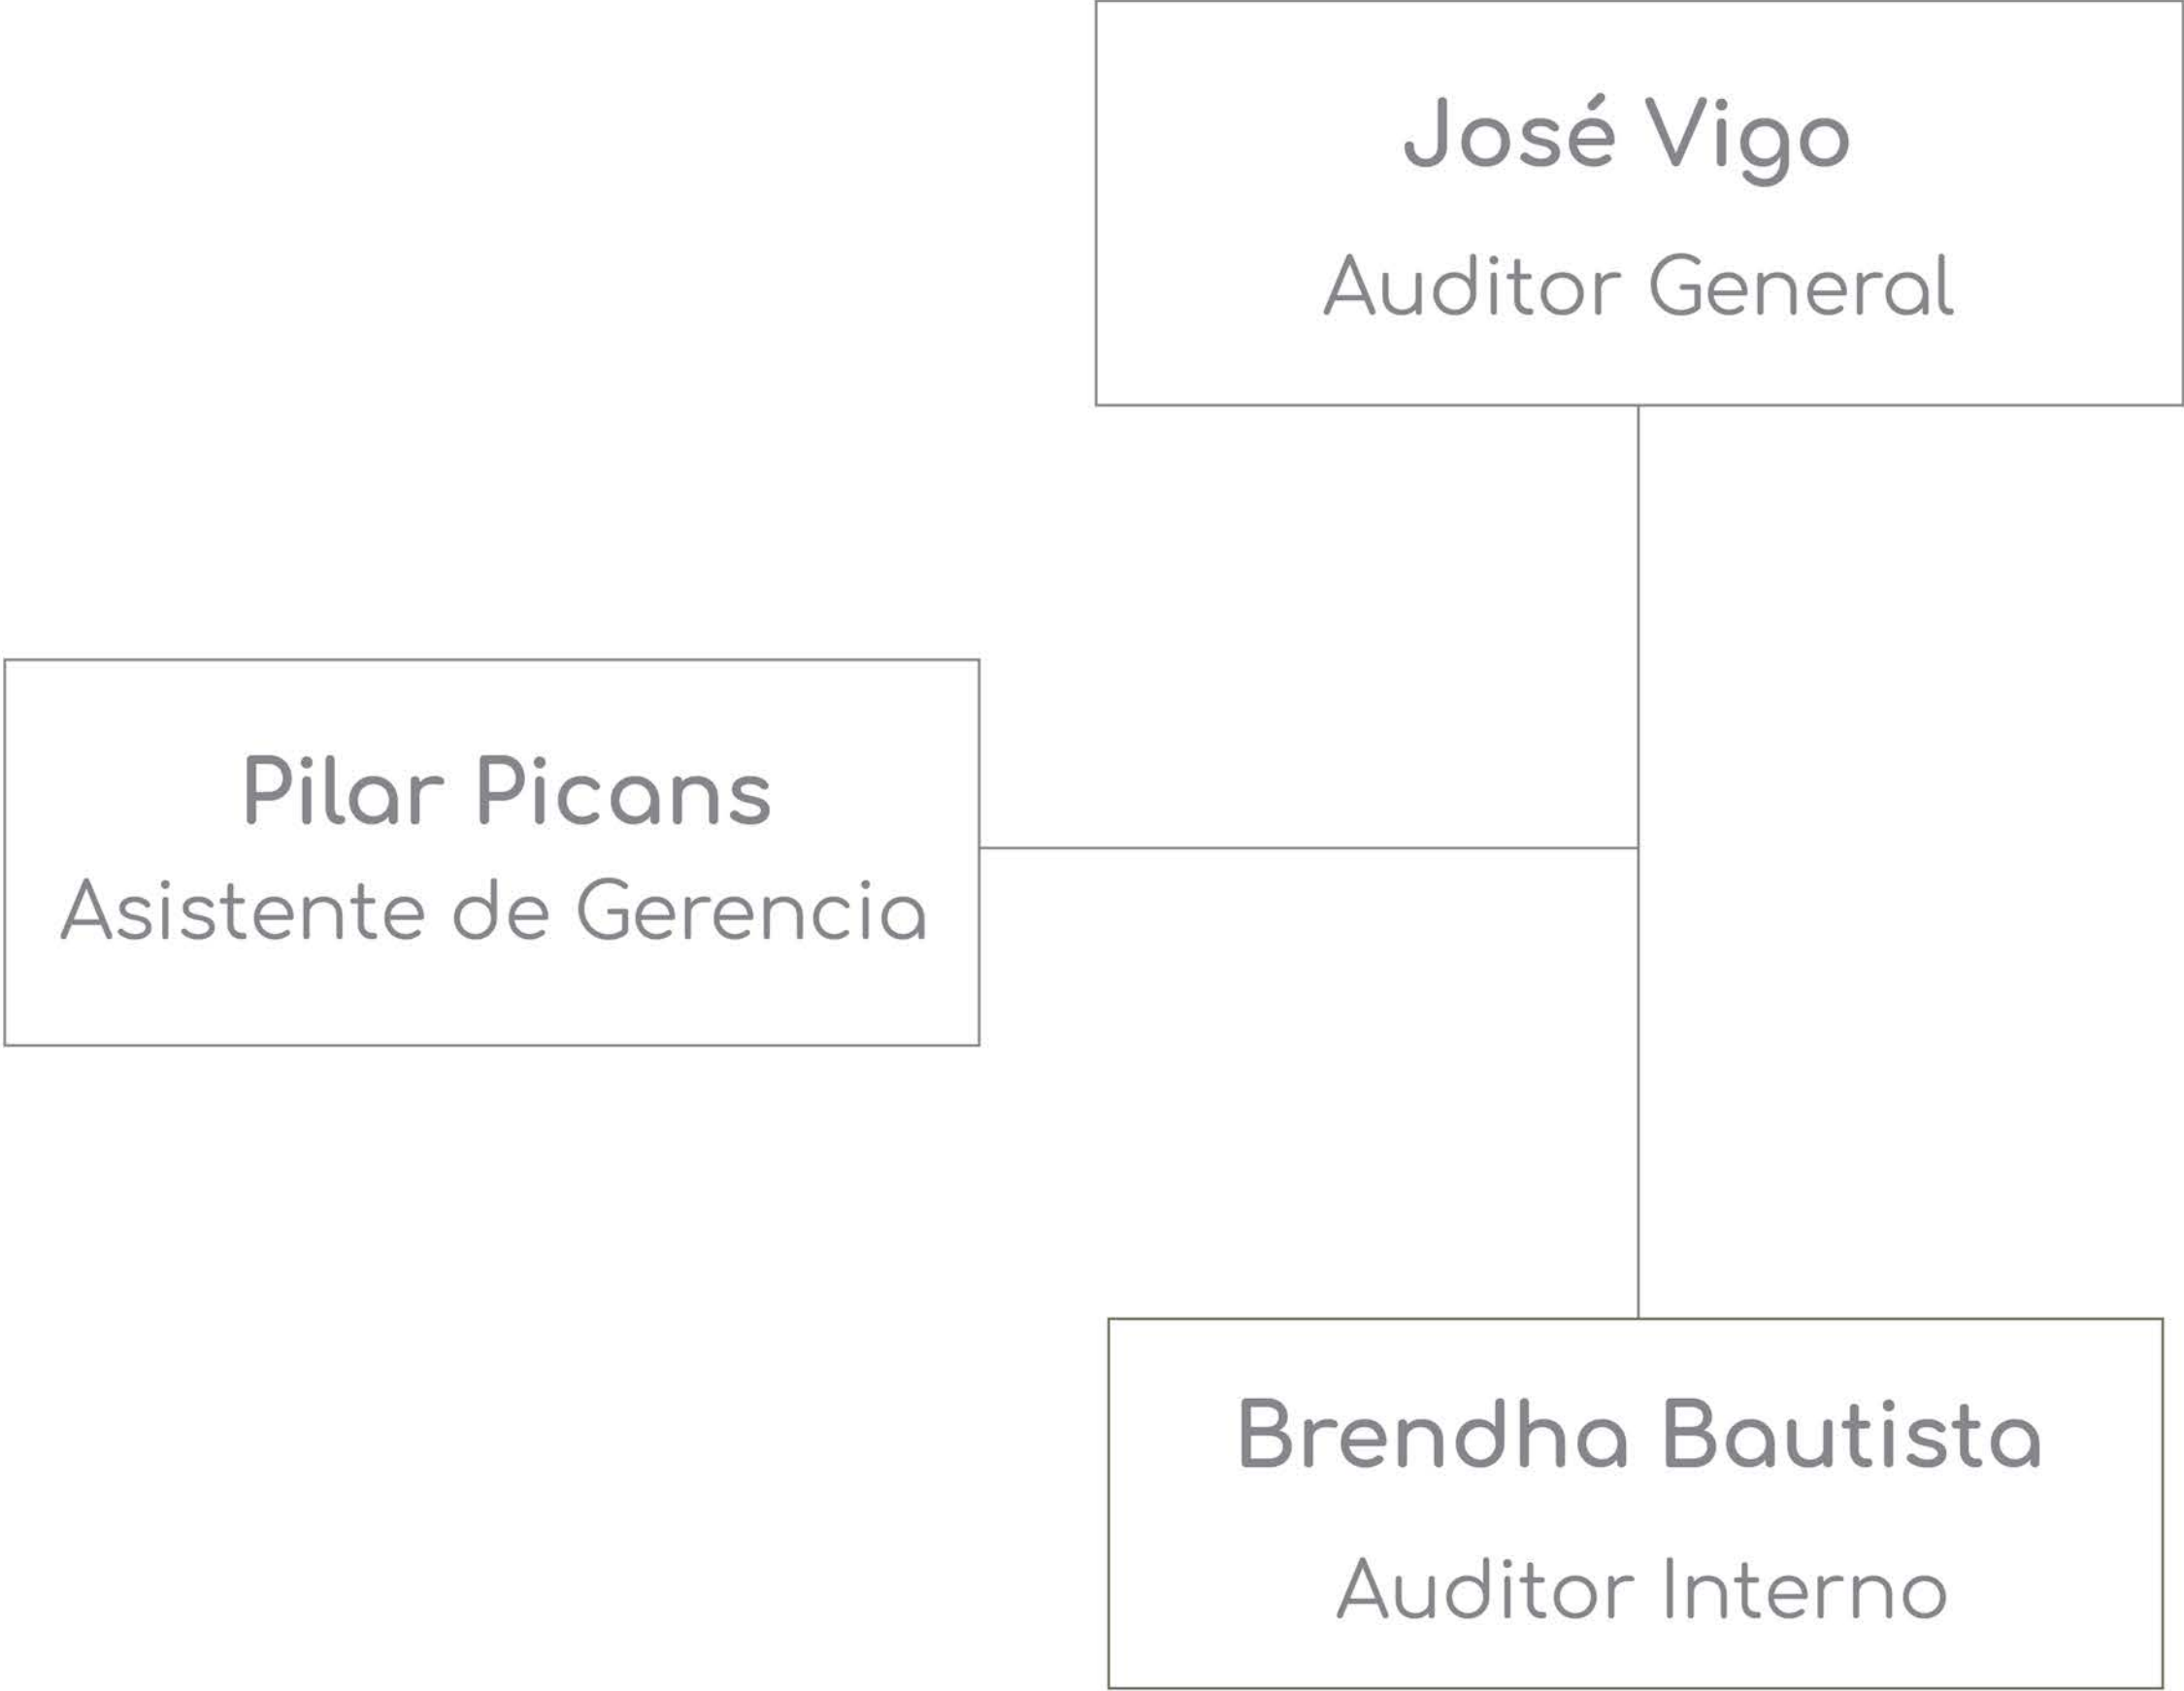 José Vigo
Auditor General
Pilar Picans
Asistente de Gerencia
Brendha Bautista
Auditor Interno